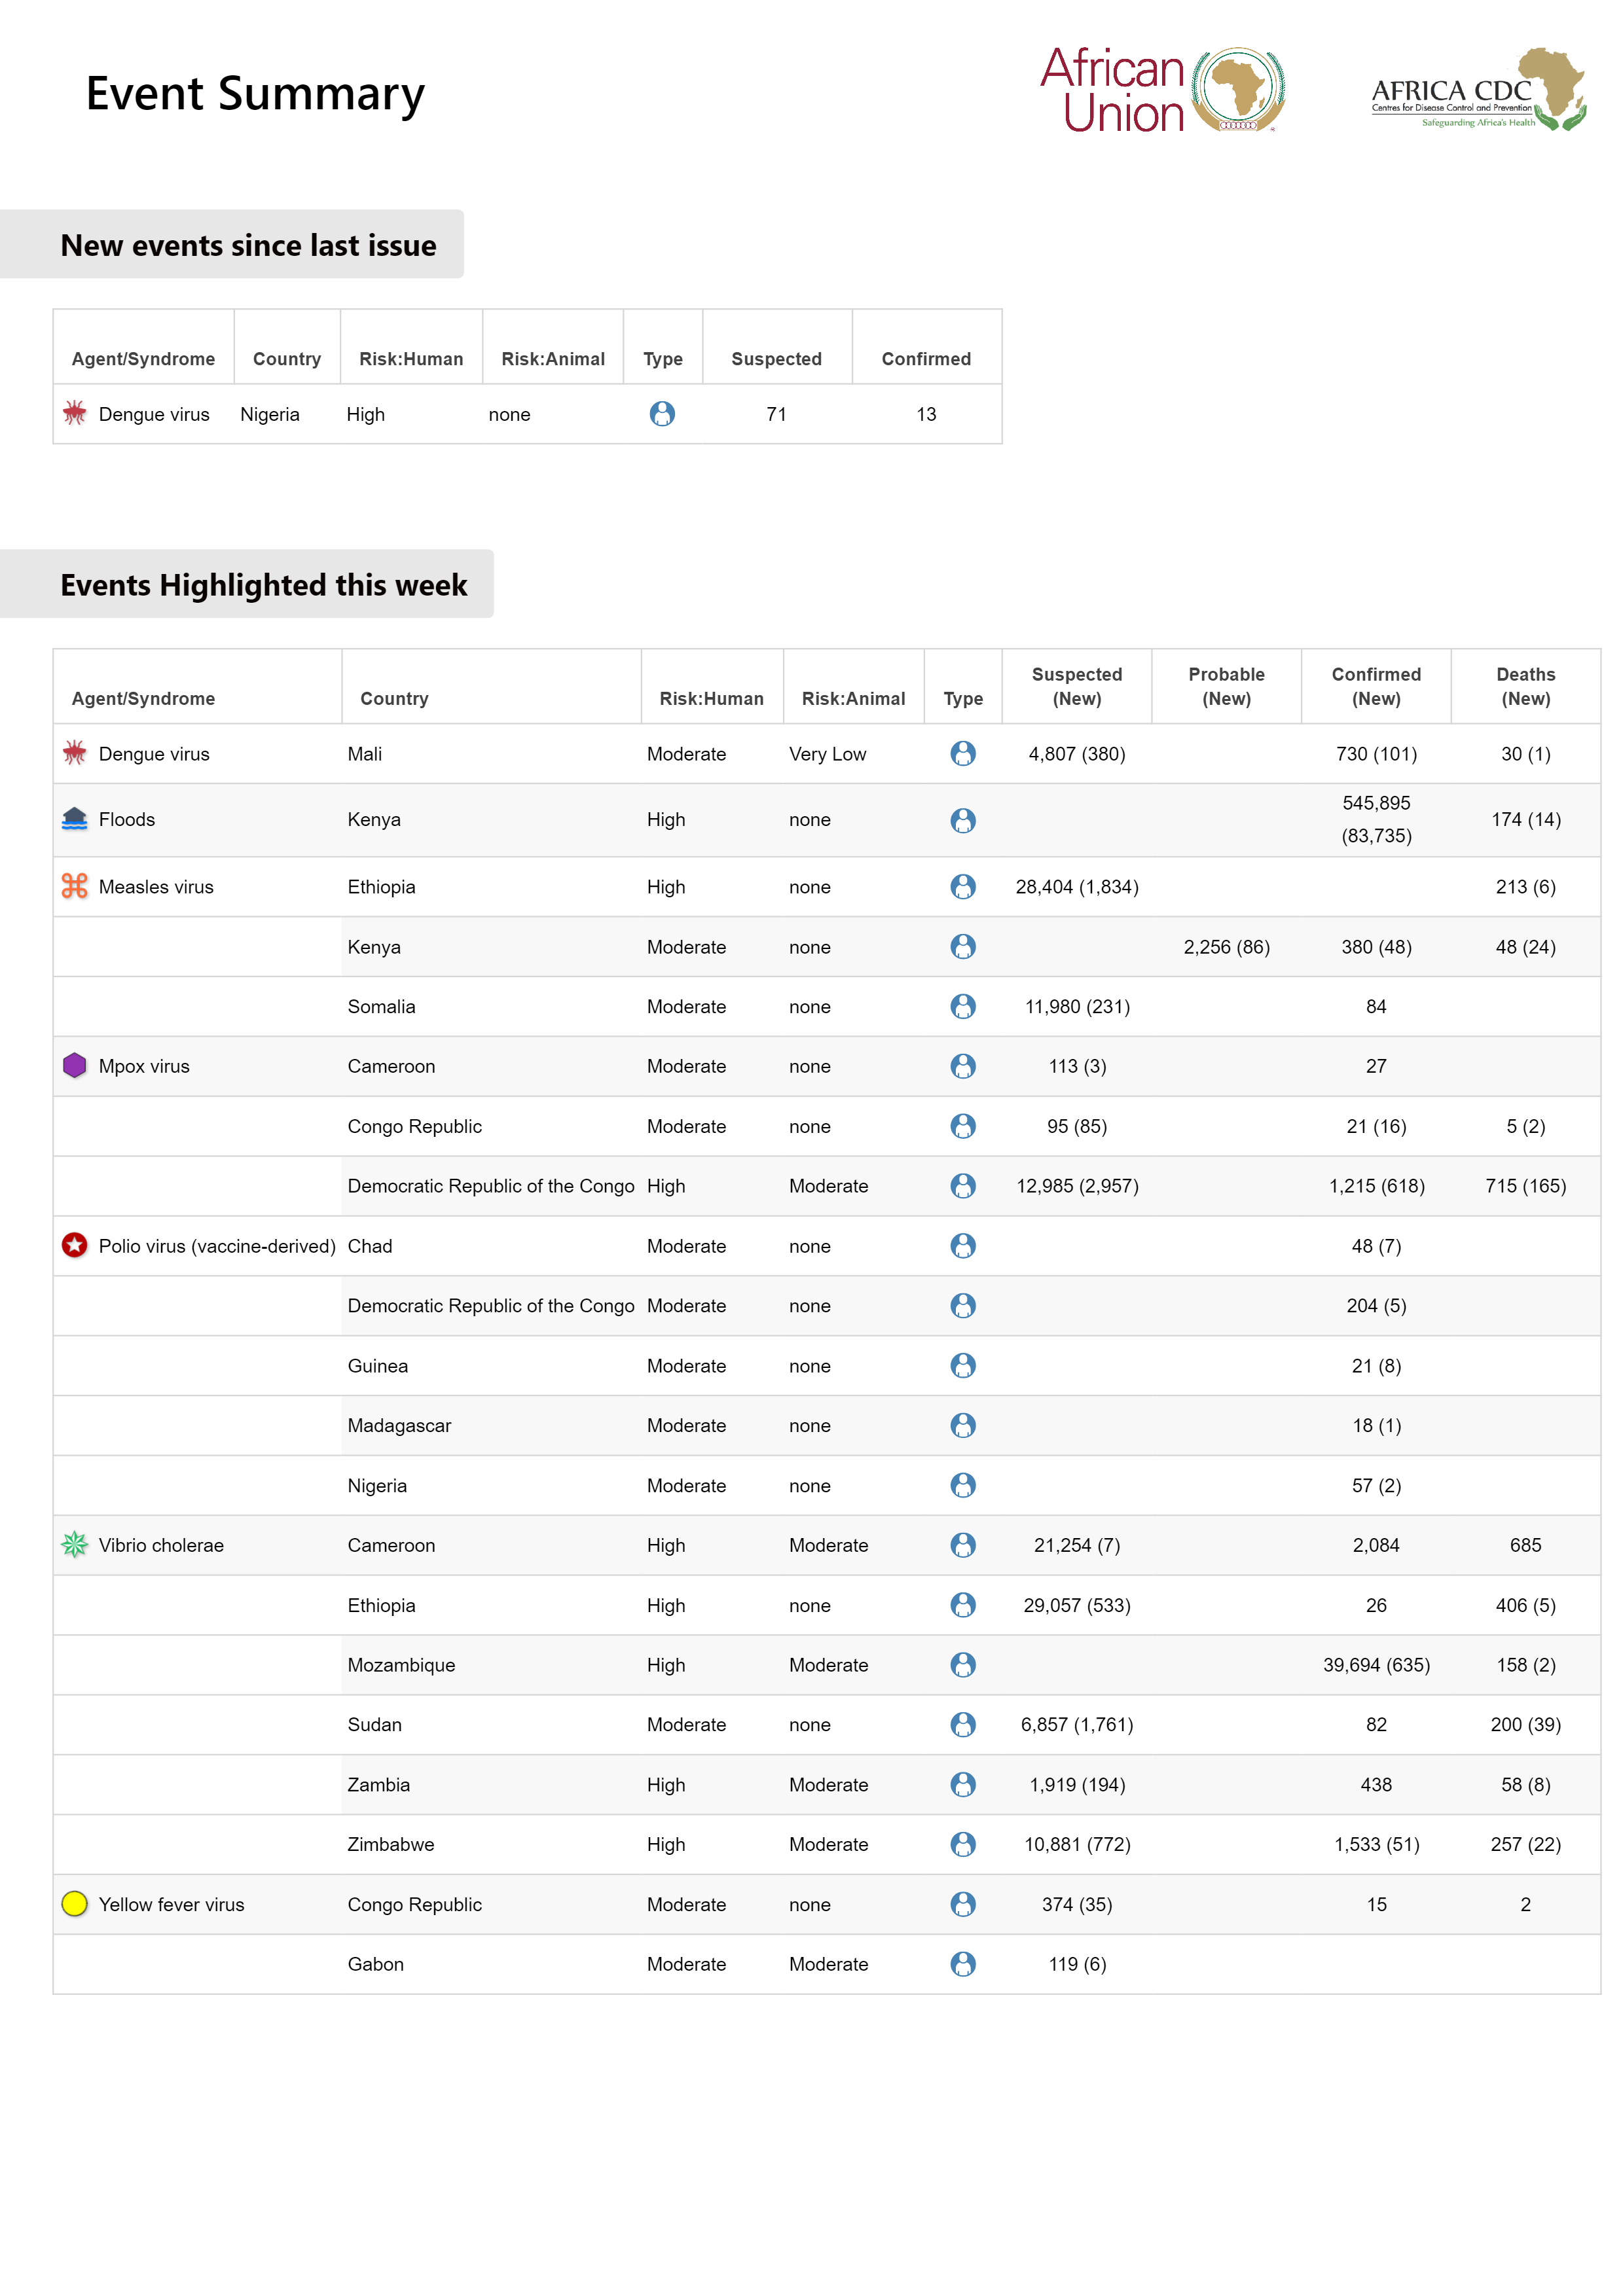 Event Summary
African
Union
AFRICA CDC
Centres for Disease Control and Prevention
Safeguarding Africa's Health
New events since last issue
Agent/Syndrome Country Risk:Human Risk:Animal Type Suspected Confirmed
Dengue virus Nigeria High none 71 13
Events Highlighted this week
Agent/Syndrome Country Risk:Human Risk:Animal Type Suspected (New) Probable (New) Confirmed (New) Deaths (New)
Dengue virus Mali Moderate Very Low 4,807 (380) 730 (101) 30 (1)
Floods Kenya High none 545,895 (83,735) 174 (14)
Measles virus Ethiopia High none 28,404 (1,834) 213 (6)
Kenya Moderate none 2,256 (86) 380 (48) 48 (24)
Somalia Moderate none 11,980 (231) 84
Mpox virus Cameroon Moderate none 113 (3) 27
Congo Republic Moderate none 95 (85) 21 (16) 5 (2)
Democratic Republic of the Congo High Moderate 12,985 (2,957) 1,215 (618) 715 (165)
Polio virus (vaccine-derived) Chad Moderate none 48 (7)
Democratic Republic of the Congo Moderate none 204 (5)
Guinea Moderate none 21 (8)
Madagascar Moderate none 18 (1)
Nigeria Moderate none 57 (2)
Vibrio cholerae Cameroon High Moderate 21,254 (7) 2,084 685
Ethiopia High none 29,057 (533) 26 406 (5)
Mozambique High Moderate 39,694 (635) 158 (2)
Sudan Moderate none 6,857 (1,761) 82 200 (39)
Zambia High Moderate 1,919 (194) 438 58 (8)
Zimbabwe High Moderate 10,881 (772) 1,533 (51) 257 (22)
Yellow fever virus Congo Republic Moderate none 374 (35) 15 2
Gabon Moderate Moderate 119 (6)